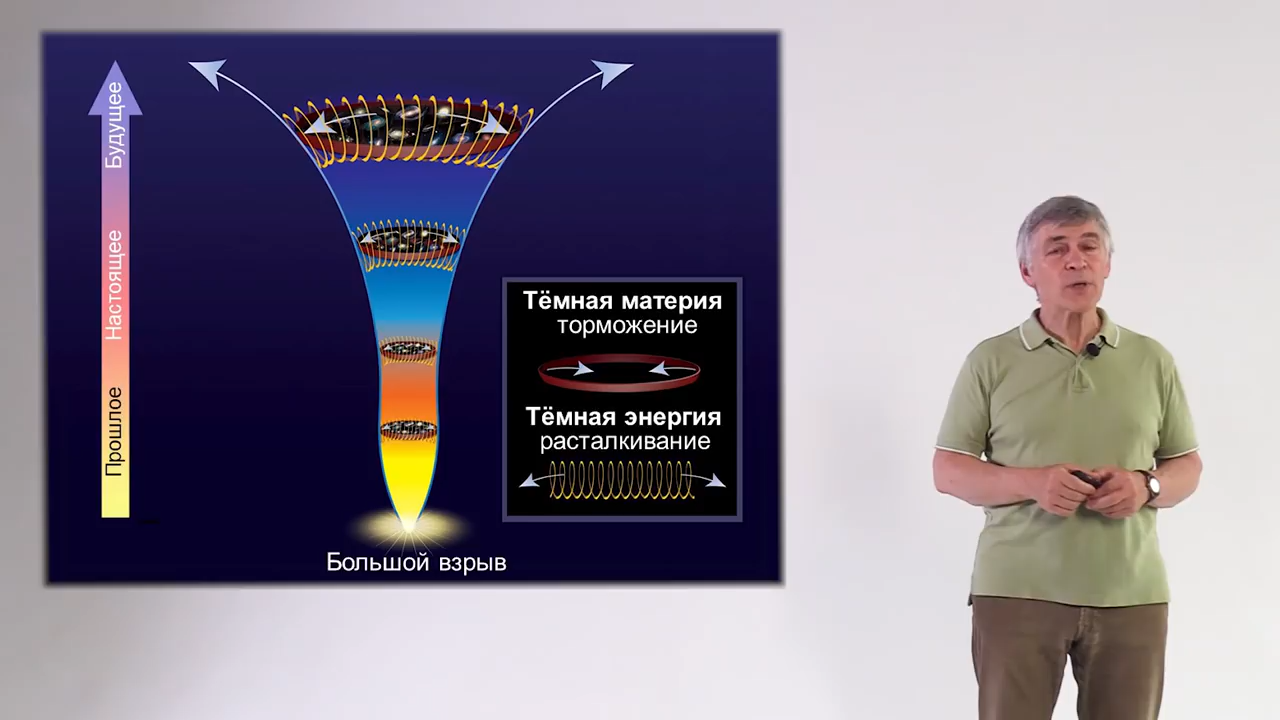 Будущее
Настоящее
Прошлое
Тёмная материя
торможение
Тёмная энергия
расталкивание
Большой взрыв